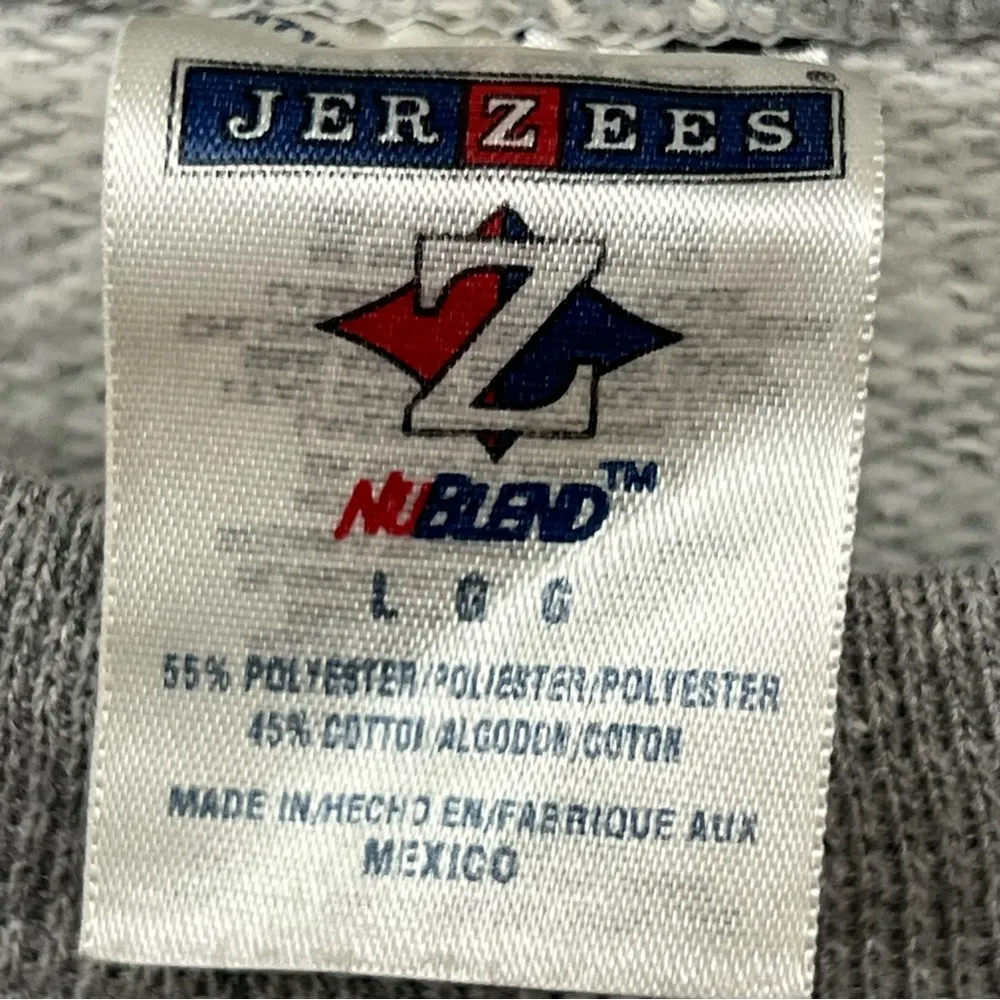 JERZEES®
Z
NUBLEND™
L G G
55% POLYESTER/POLIESTER/POLYESTER
45% COTTON/ALGODON/COTON
MADE IN/HECHO EN/FABRIQUE AUX
MEXICO